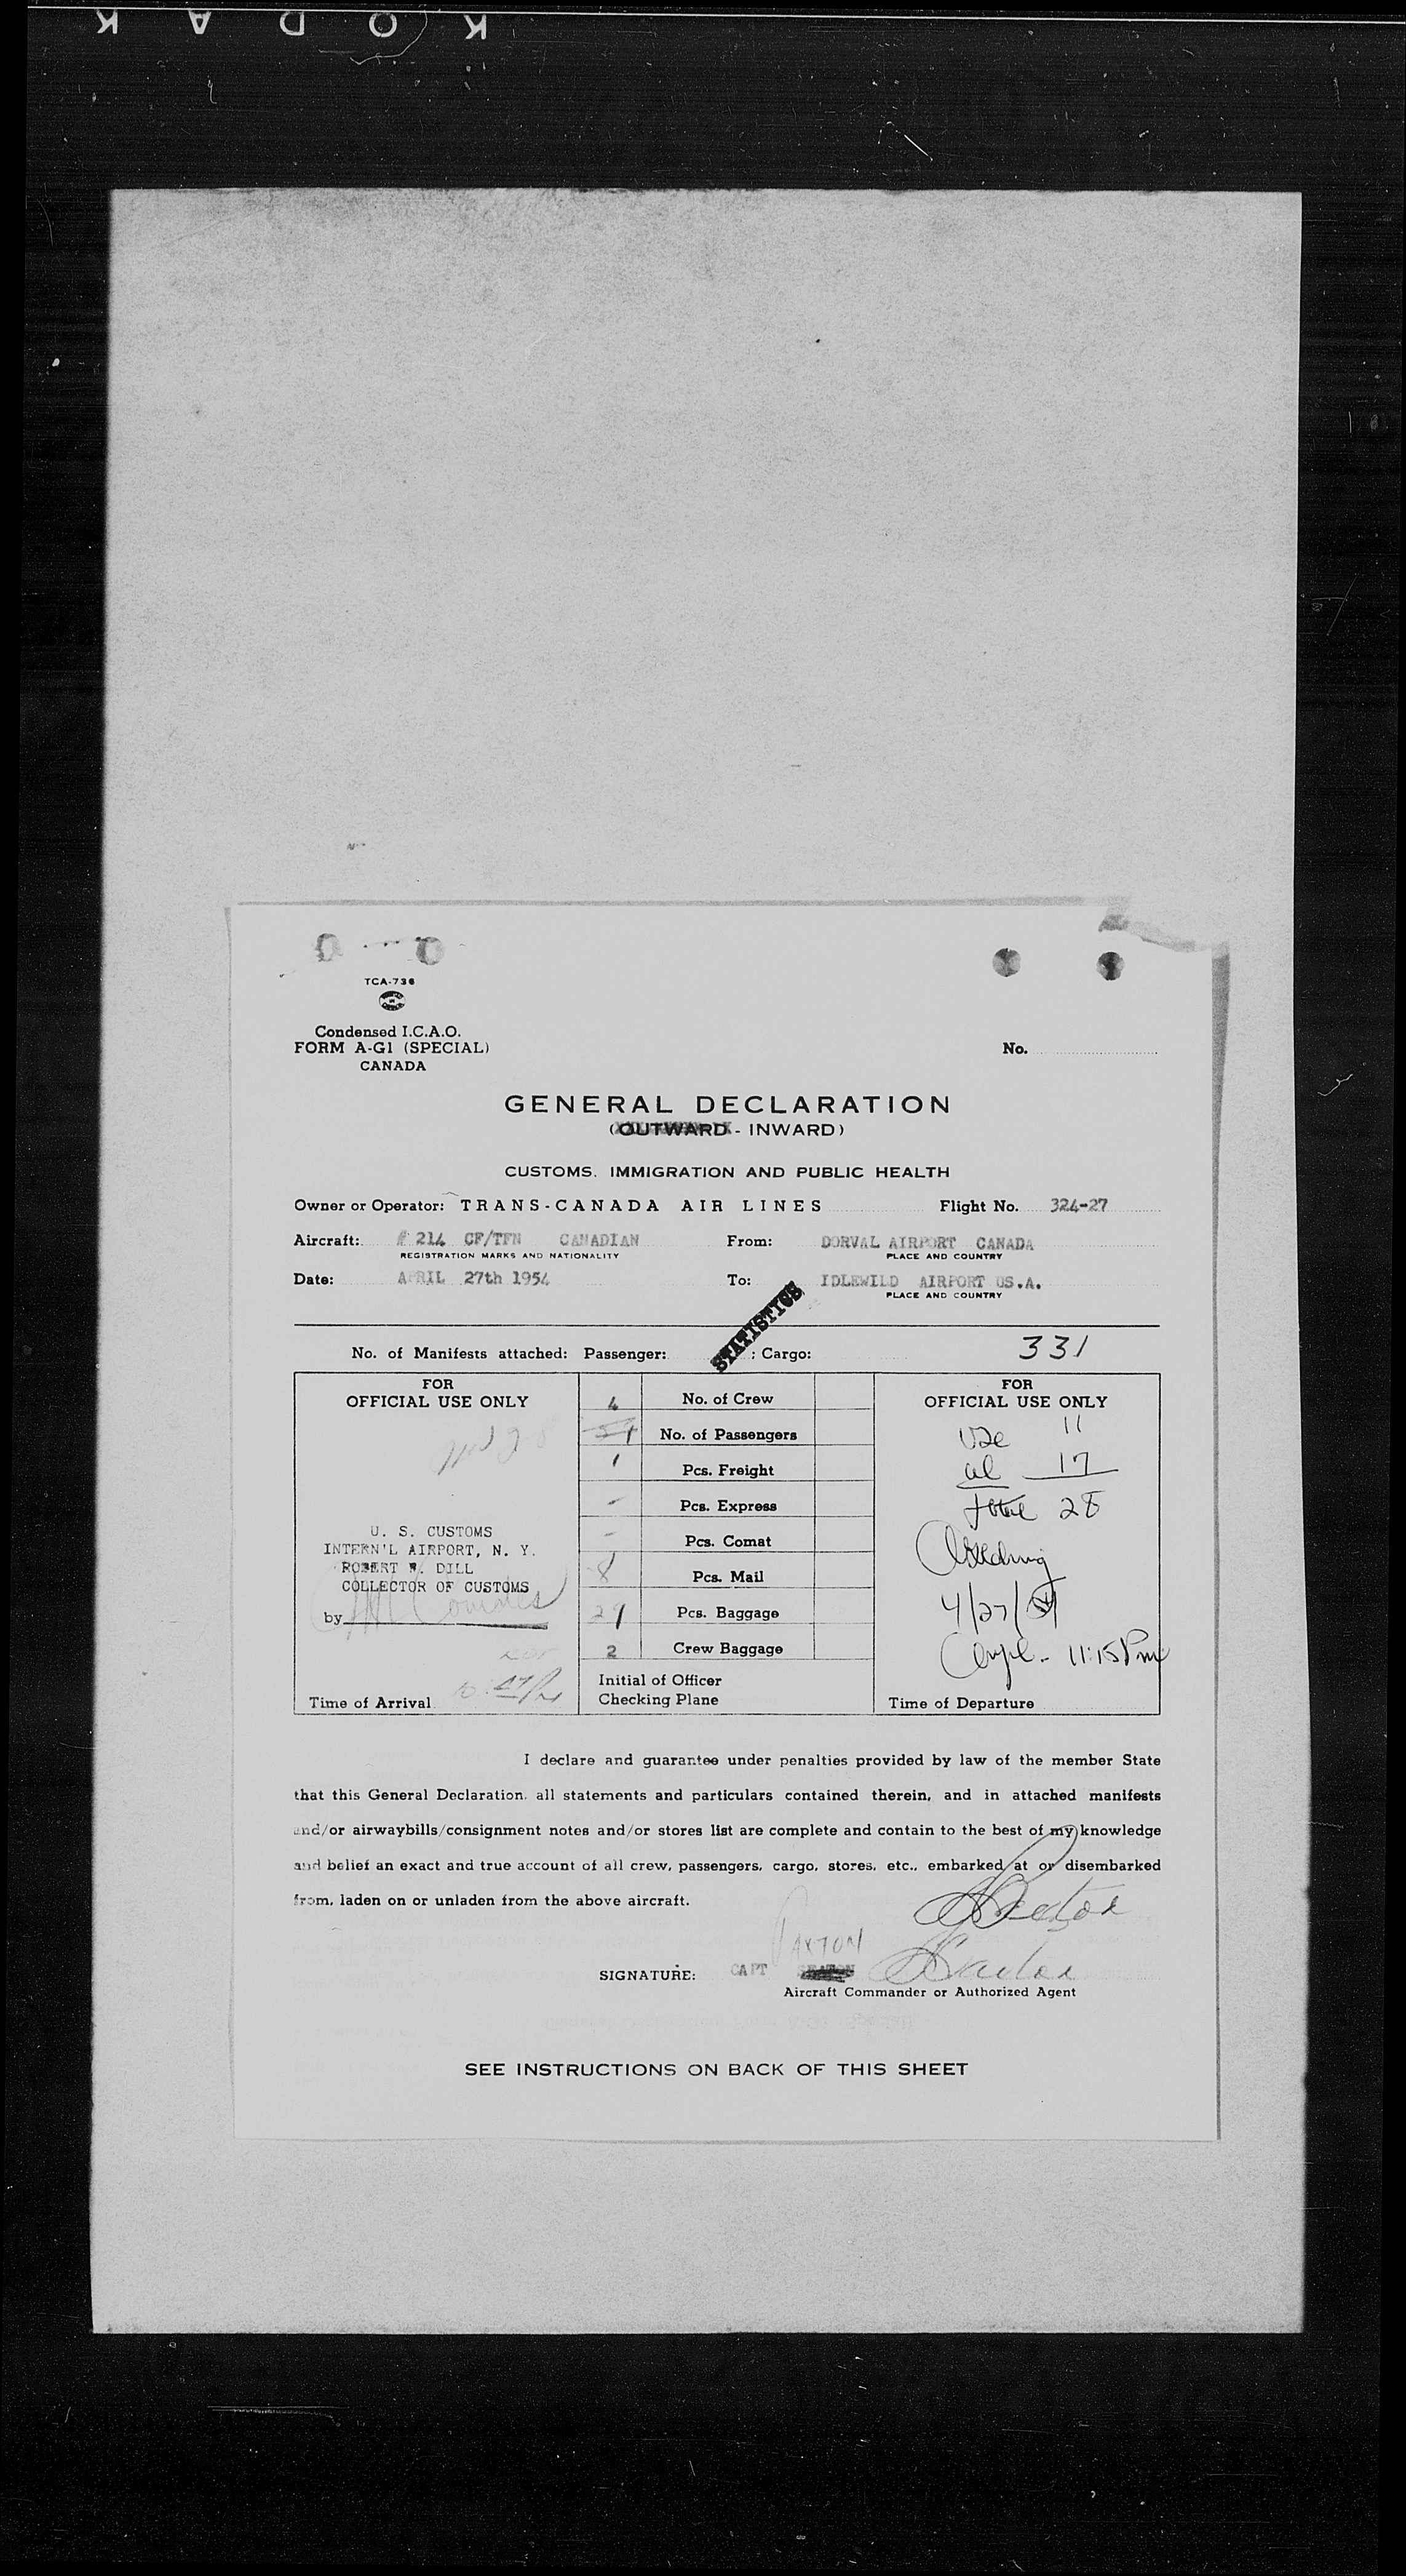 KODAK
TCA-736
Condensed I.C.A.O.
FORM A-G1 (SPECIAL)
CANADA
No.
GENERAL DECLARATION
(OUTWARD - INWARD)
CUSTOMS, IMMIGRATION AND PUBLIC HEALTH
Owner or Operator: TRANS-CANADA AIR LINES Flight No. 324-27
Aircraft: # 214 CF/TFN CANADIAN From: DORVAL AIRPORT CANADA
REGISTRATION MARKS AND NATIONALITY PLACE AND COUNTRY
Date: APRIL 27th 1954 To: IDLEWILD AIRPORT US.A.
PLACE AND COUNTRY
STATISTICS
331
No. of Manifests attached: Passenger: ; Cargo:
FOR
OFFICIAL USE ONLY
U. S. CUSTOMS
INTERN'L AIRPORT, N. Y.
ROBERT W. DILL
COLLECTOR OF CUSTOMS
by
Time of Arrival
4 No. of Crew
No. of Passengers
1 Pcs. Freight
- Pcs. Express
- Pcs. Comat
8 Pcs. Mail
29 Pcs. Baggage
2 Crew Baggage
Initial of Officer
Checking Plane
FOR
OFFICIAL USE ONLY
11
al 17
total 28
4/27/54
Compl. - 11:15 Pm
Time of Departure
I declare and guarantee under penalties provided by law of the member State
that this General Declaration, all statements and particulars contained therein, and in attached manifests
and/or airwaybills/consignment notes and/or stores list are complete and contain to the best of my knowledge
and belief an exact and true account of all crew, passengers, cargo, stores, etc., embarked at or disembarked
from, laden on or unladen from the above aircraft.
PAXTON
SIGNATURE: CAPT SEATON
Aircraft Commander or Authorized Agent
SEE INSTRUCTIONS ON BACK OF THIS SHEET